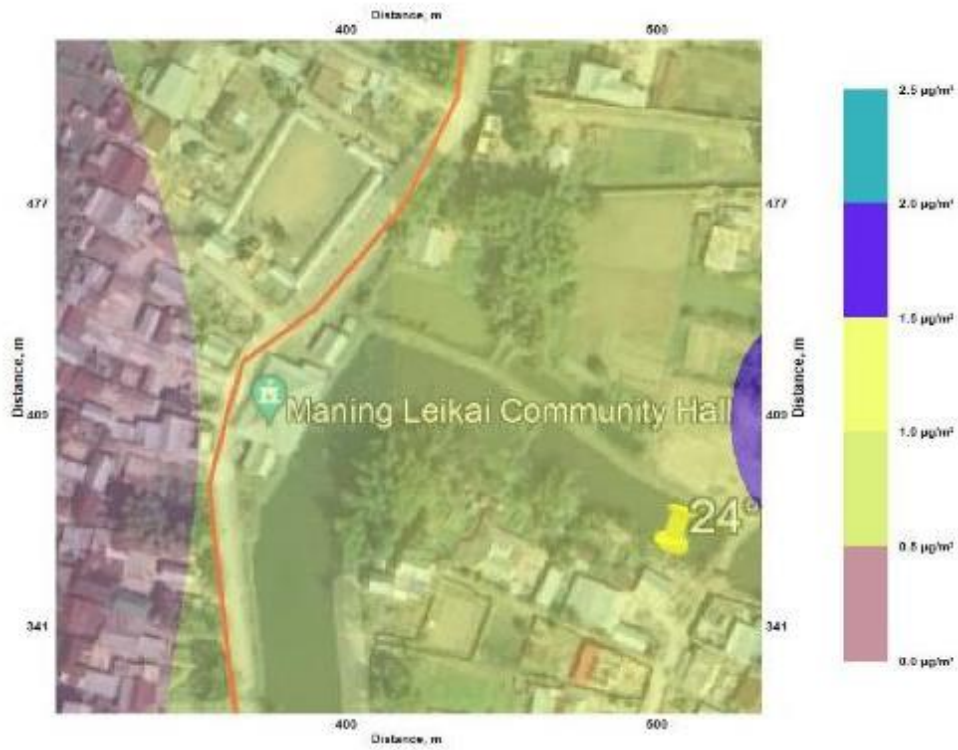 Distance, m
400 500
477 477
2.5 µg/m³
2.0 µg/m³
1.5 µg/m³
1.0 µg/m³
0.5 µg/m³
0.0 µg/m³
Distance, m
Distance, m
409 409
Maning Leikai Community Hall
24°
341 341
400 500
Distance, m